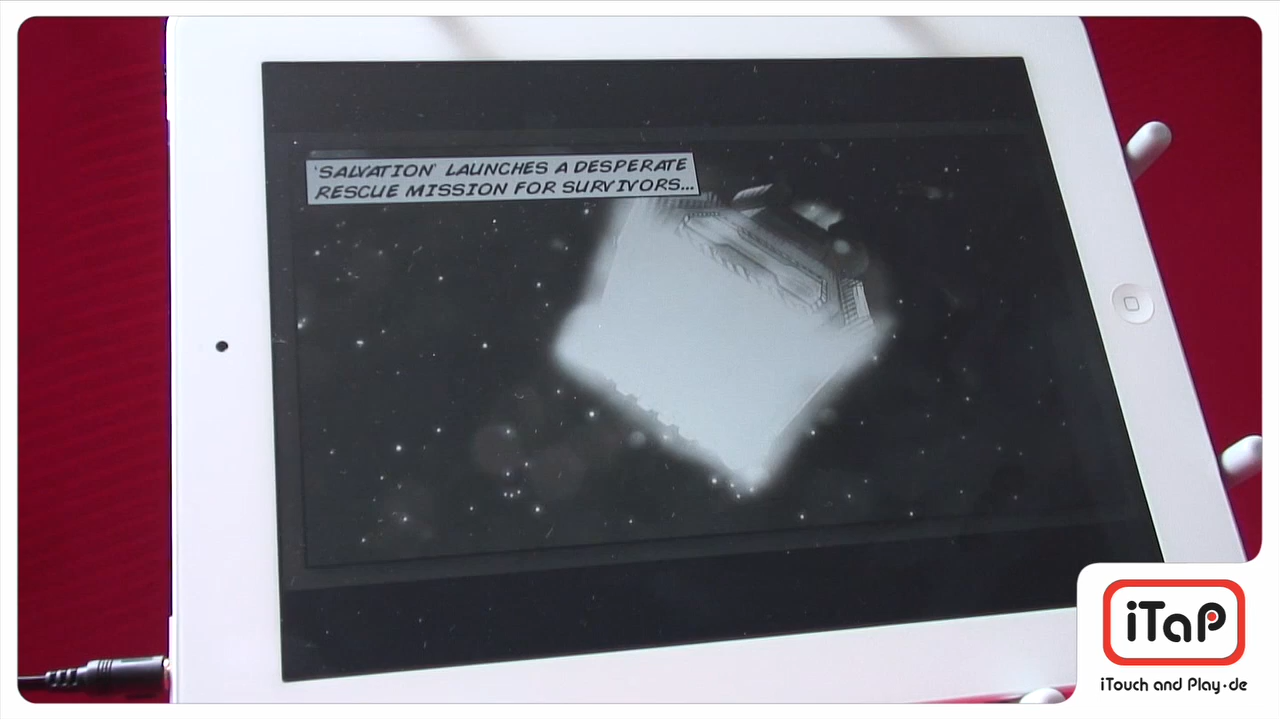 'SALVATION' LAUNCHES A DESPERATE
RESCUE MISSION FOR SURVIVORS...
iTaP
iTouch and Play·de